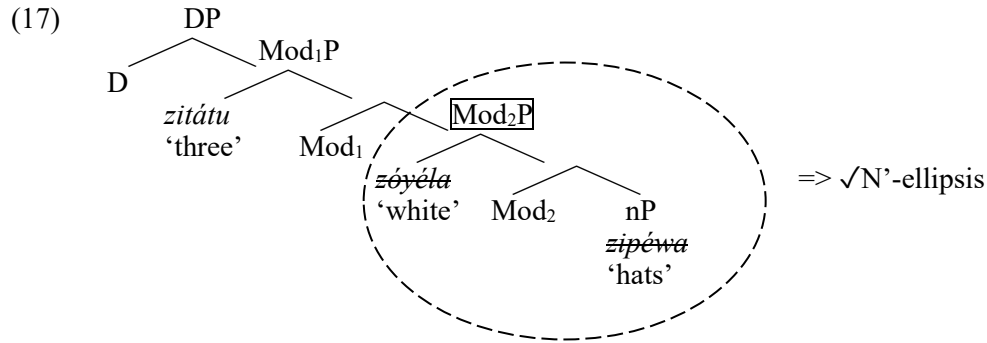 (17) DP
Mod₁P
D
zitátu
‘three’ Mod₁
Mod₂P
zóyéla
‘white’ Mod₂ nP
zipéwa
‘hats’
=> ✓N’-ellipsis